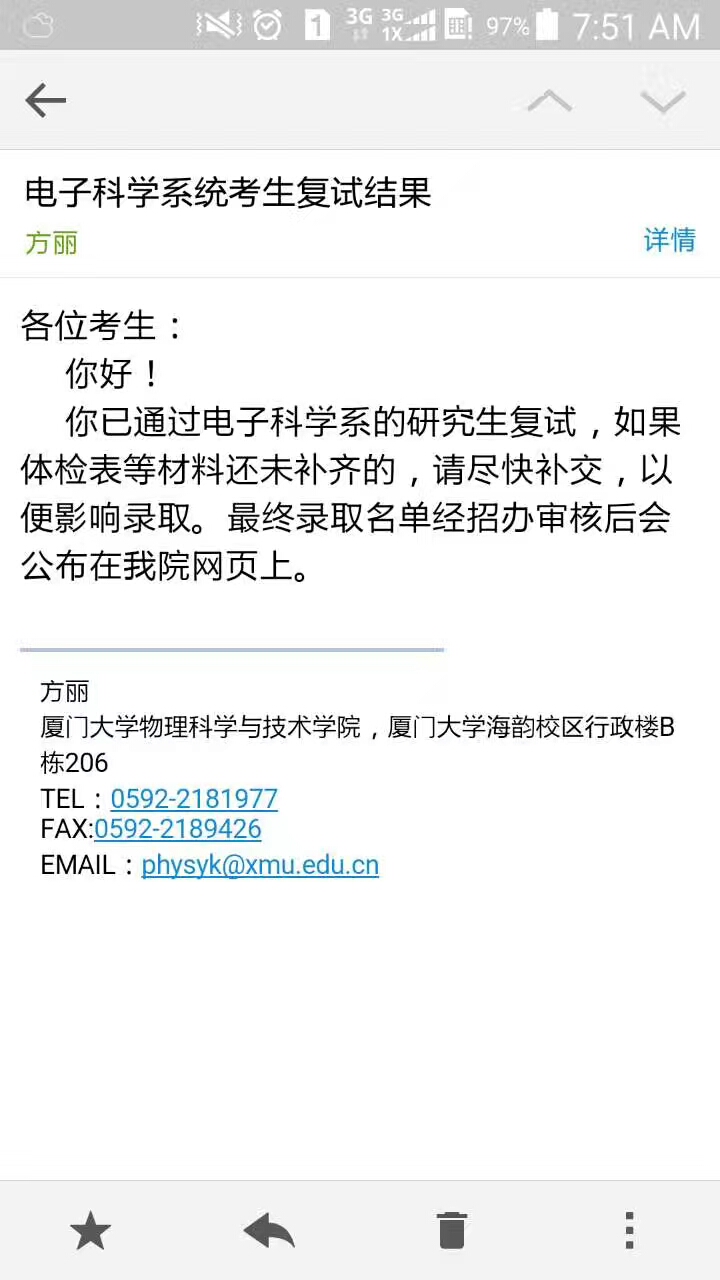 1 3G 3G 1X 97% 7:51 AM
电子科学系统考生复试结果
方丽 详情
各位考生：
你好！
你已通过电子科学系的研究生复试，如果
体检表等材料还未补齐的，请尽快补交，以
便影响录取。最终录取名单经招办审核后会
公布在我院网页上。
方丽
厦门大学物理科学与技术学院，厦门大学海韵校区行政楼B
栋206
TEL：0592-2181977
FAX:0592-2189426
EMAIL：physyk@xmu.edu.cn